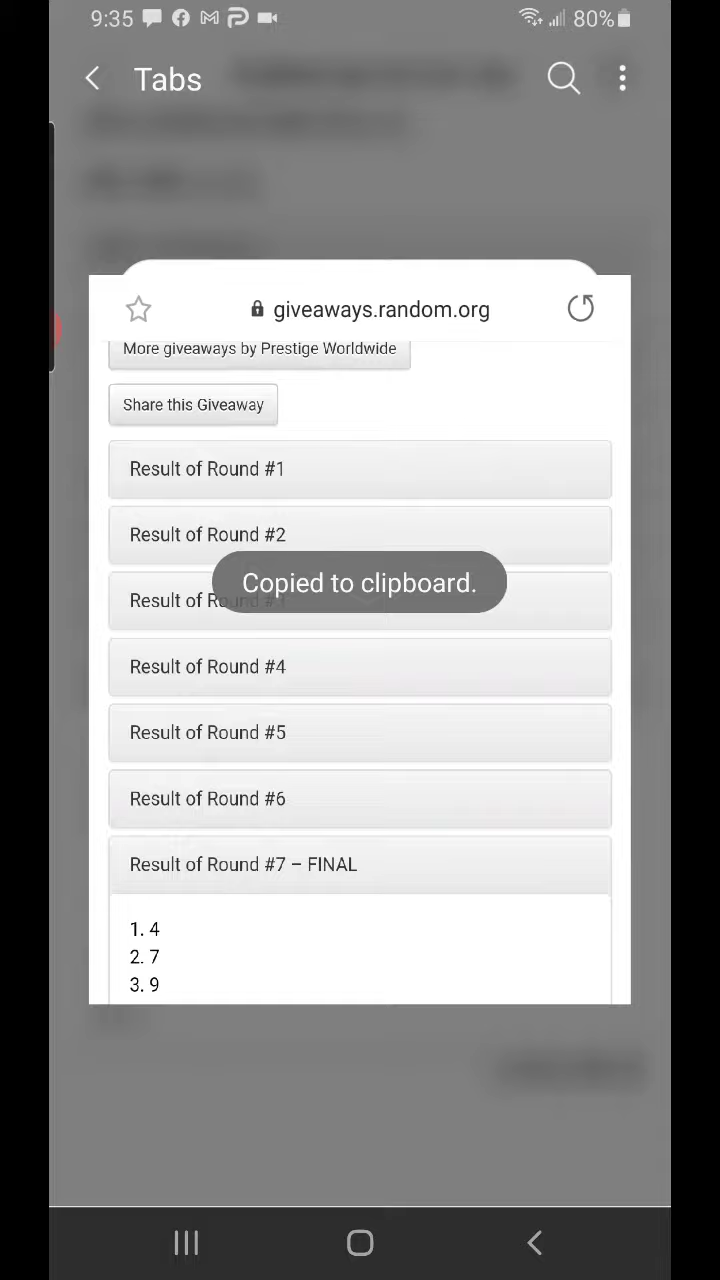 9:35 80%
Tabs
giveaways.random.org
More giveaways by Prestige Worldwide
Share this Giveaway
Result of Round #1
Result of Round #2
Copied to clipboard.
Result of
Result of Round #4
Result of Round #5
Result of Round #6
Result of Round #7 – FINAL
1. 4
2. 7
3. 9